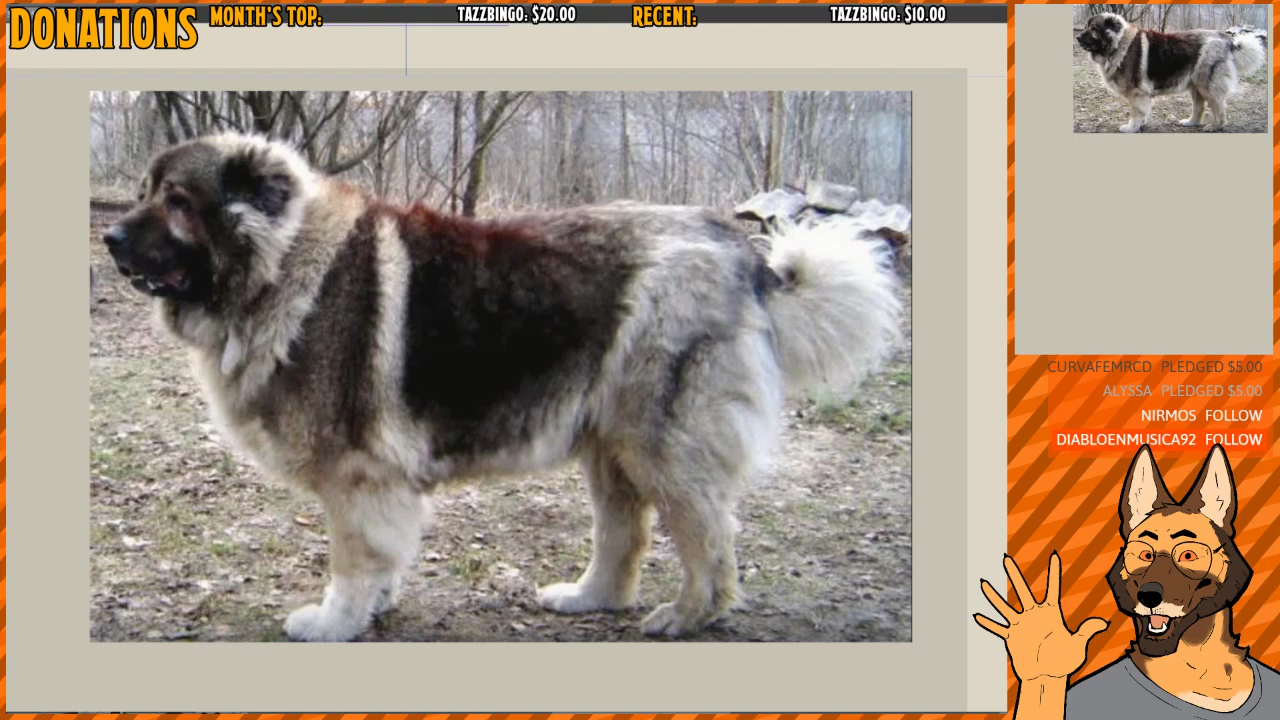 DONATIONS
MONTH'S TOP: TAZZBINGO: $20.00 RECENT: TAZZBINGO: $10.00
CURVAFEMRCD PLEDGED $5.00
ALYSSA PLEDGED $5.00
NIRMOS FOLLOW
DIABLOENMUSICA92 FOLLOW